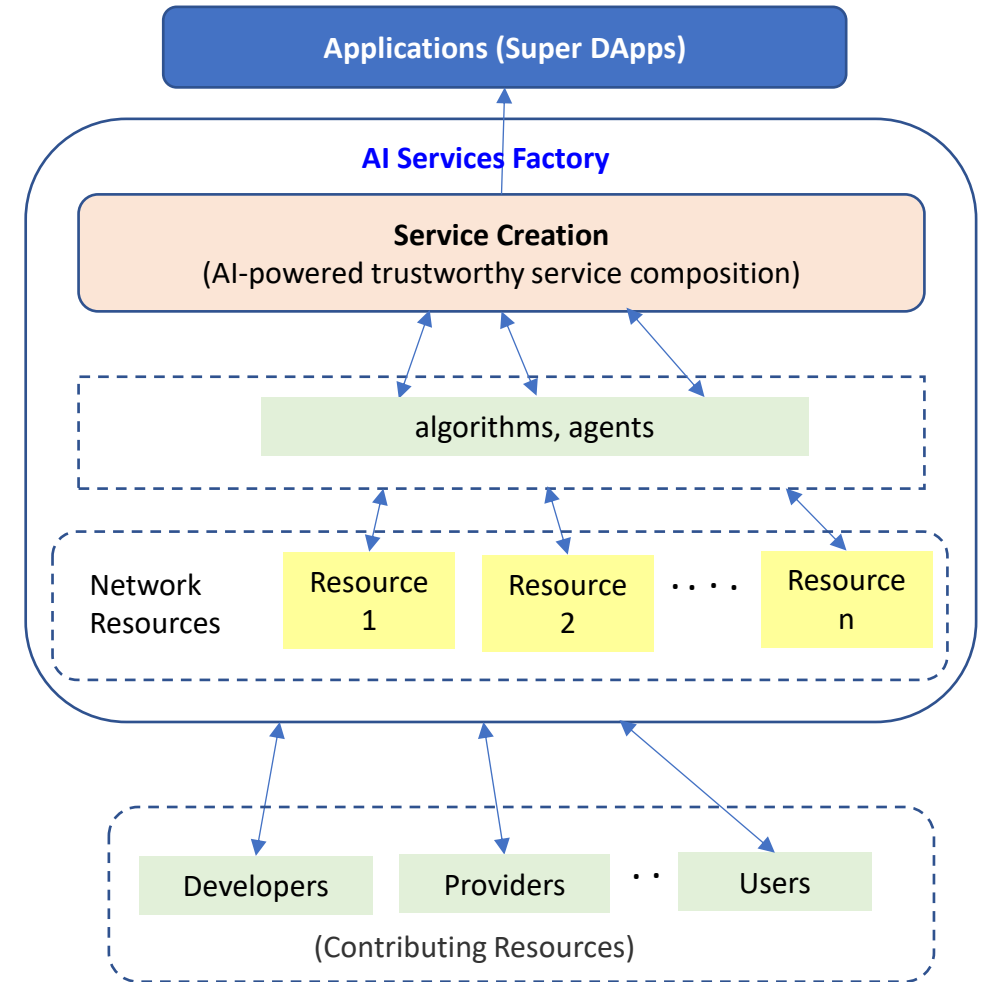 Applications (Super DApps)
AI Services Factory
Service Creation
(AI-powered trustworthy service composition)
algorithms, agents
Network
Resources
Resource
1
Resource
2
. . . .
Resource
n
Developers
Providers
. .
Users
(Contributing Resources)